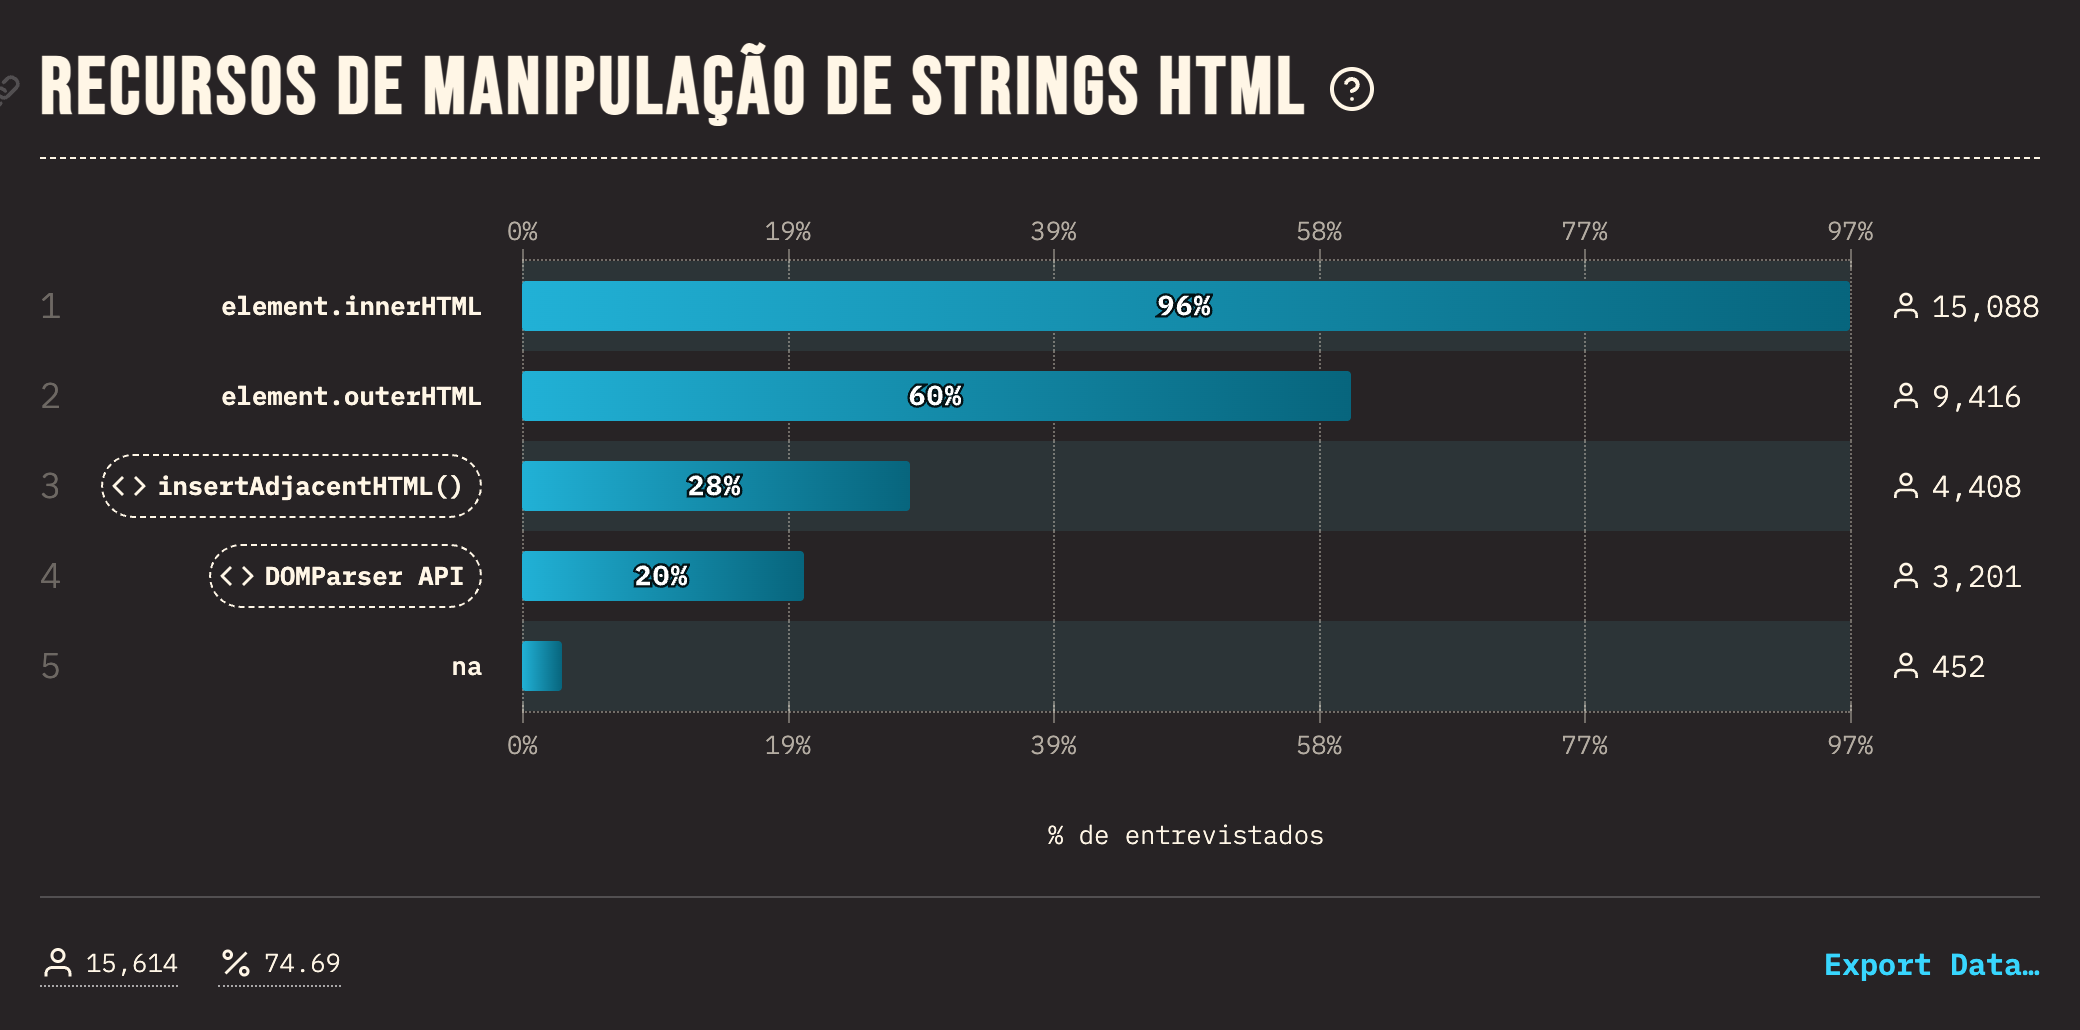 RECURSOS DE MANIPULAÇÃO DE STRINGS HTML ?
0% 19% 39% 58% 77% 97%
1 element.innerHTML 96% 15,088
2 element.outerHTML 60% 9,416
3 <> insertAdjacentHTML() 28% 4,408
4 <> DOMParser API 20% 3,201
5 na 452
0% 19% 39% 58% 77% 97%
% de entrevistados
15,614 % 74.69 Export Data…